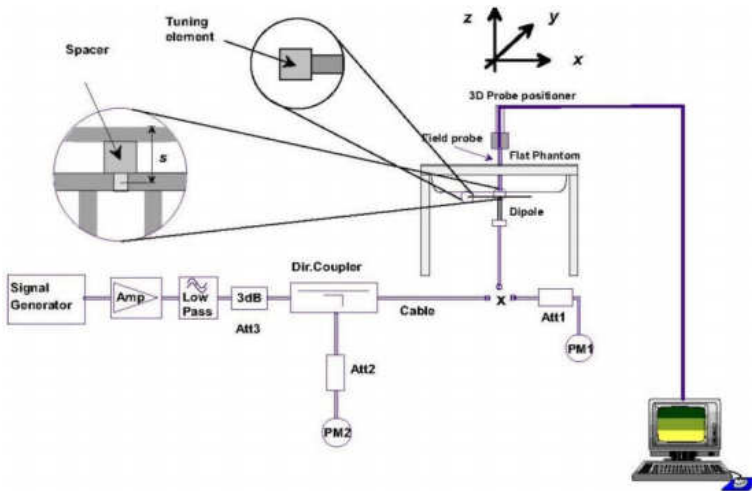 Tuning
element
z
y
x
Spacer
s
3D Probe positioner
Field probe
Flat Phantom
Dipole
Dir.Coupler
Signal
Generator
Amp
Low
Pass
3dB
Att3
Cable
x
Att1
PM1
Att2
PM2